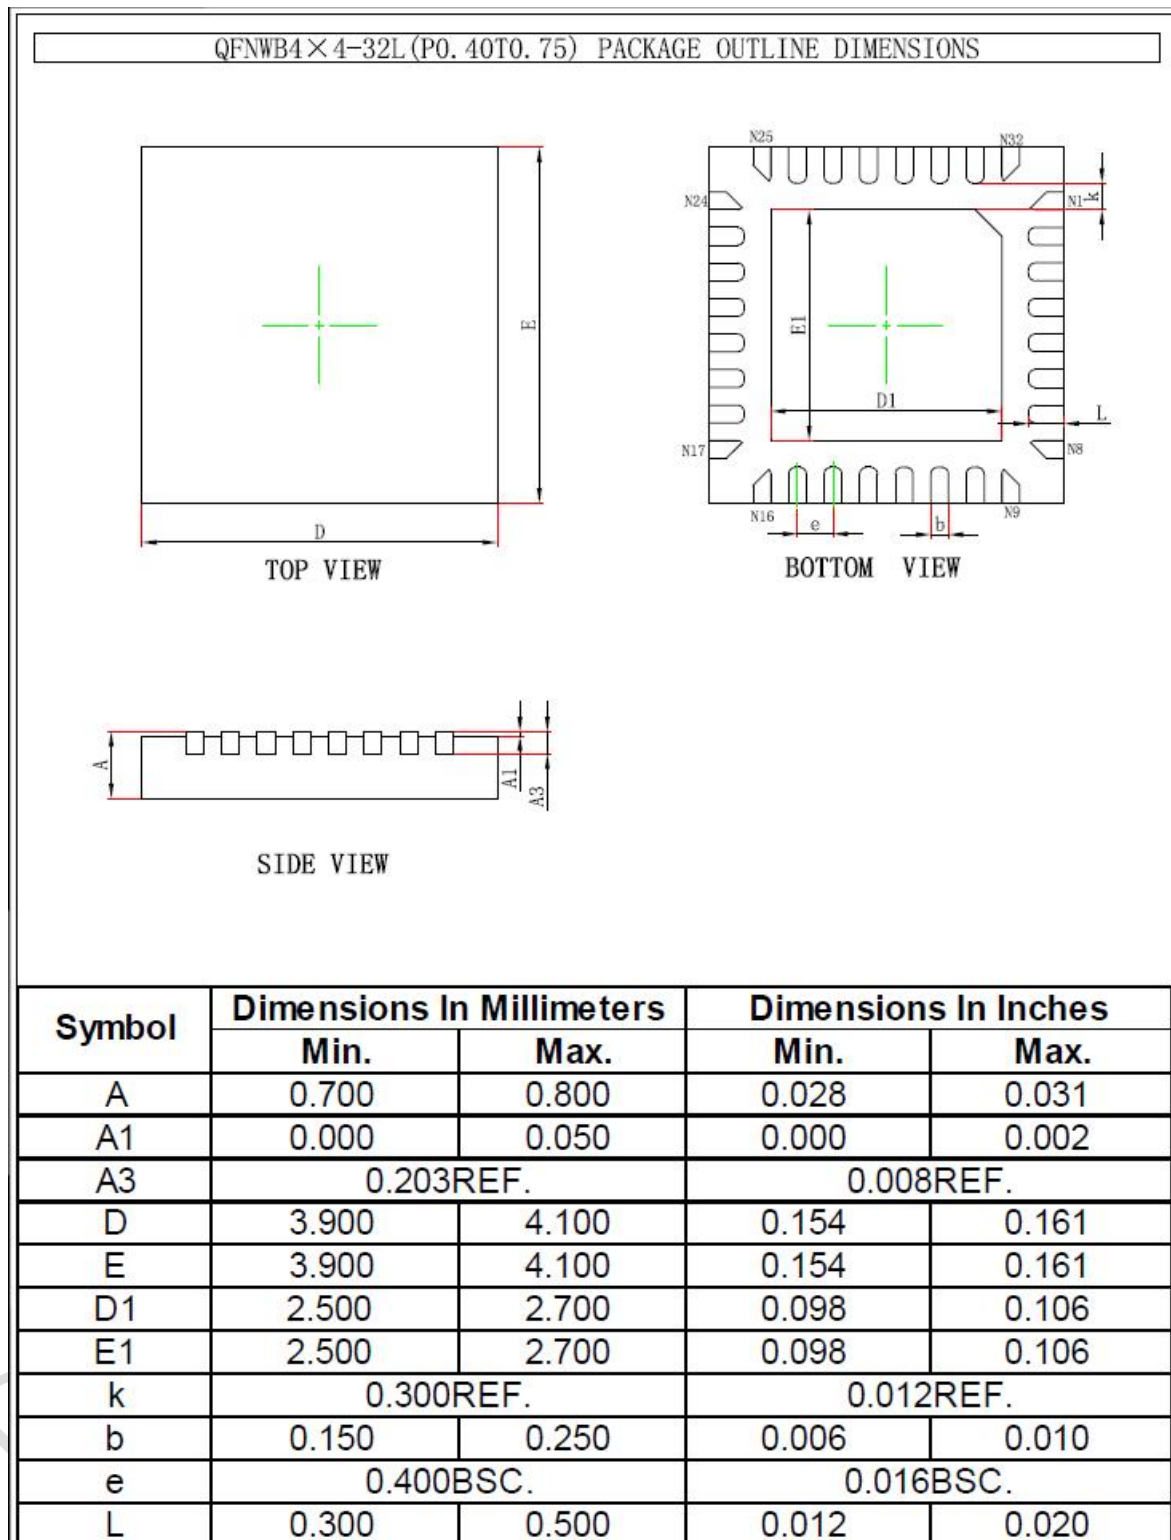 QFNWB4×4-32L(P0.40T0.75) PACKAGE OUTLINE DIMENSIONS
N25
N32
N24
N1
k
E
E1
D1
L
N17
N8
N16
e
b
N9
D
TOP VIEW
BOTTOM VIEW
A
A1
A3
SIDE VIEW
Symbol Dimensions In Millimeters Dimensions In Inches
Min. Max. Min. Max.
A 0.700 0.800 0.028 0.031
A1 0.000 0.050 0.000 0.002
A3 0.203REF. 0.008REF.
D 3.900 4.100 0.154 0.161
E 3.900 4.100 0.154 0.161
D1 2.500 2.700 0.098 0.106
E1 2.500 2.700 0.098 0.106
k 0.300REF. 0.012REF.
b 0.150 0.250 0.006 0.010
e 0.400BSC. 0.016BSC.
L 0.300 0.500 0.012 0.020